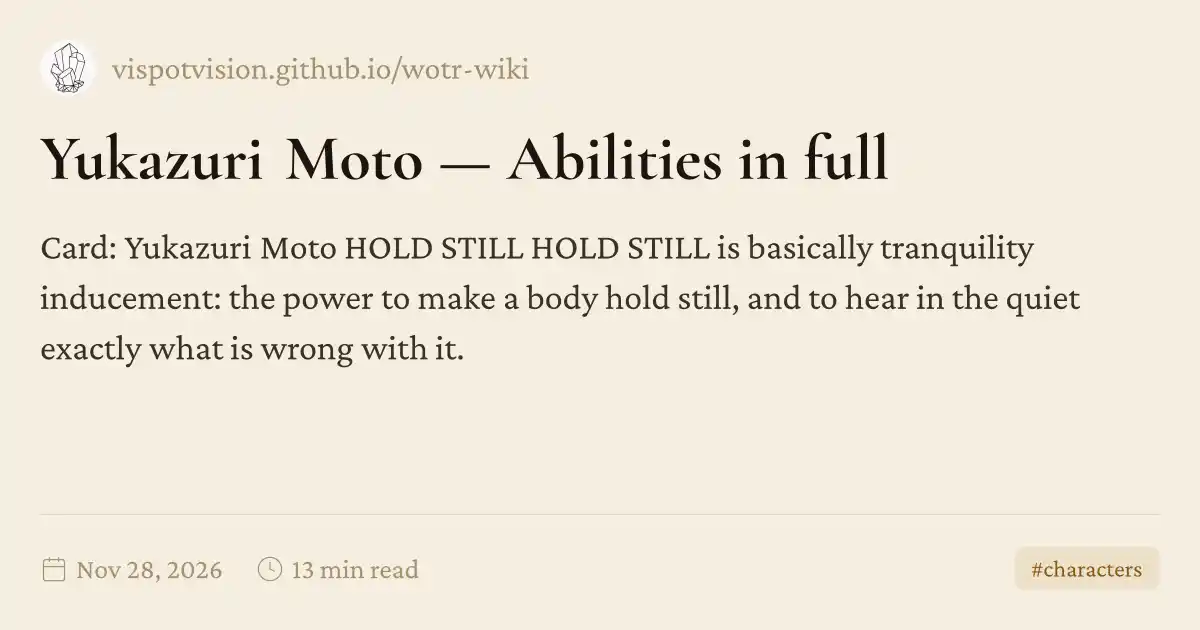 vispotvision.github.io/wotr-wiki
Yukazuri Moto — Abilities in full
Card: Yukazuri Moto HOLD STILL HOLD STILL is basically tranquility
inducement: the power to make a body hold still, and to hear in the quiet
exactly what is wrong with it.
Nov 28, 2026
13 min read
#characters